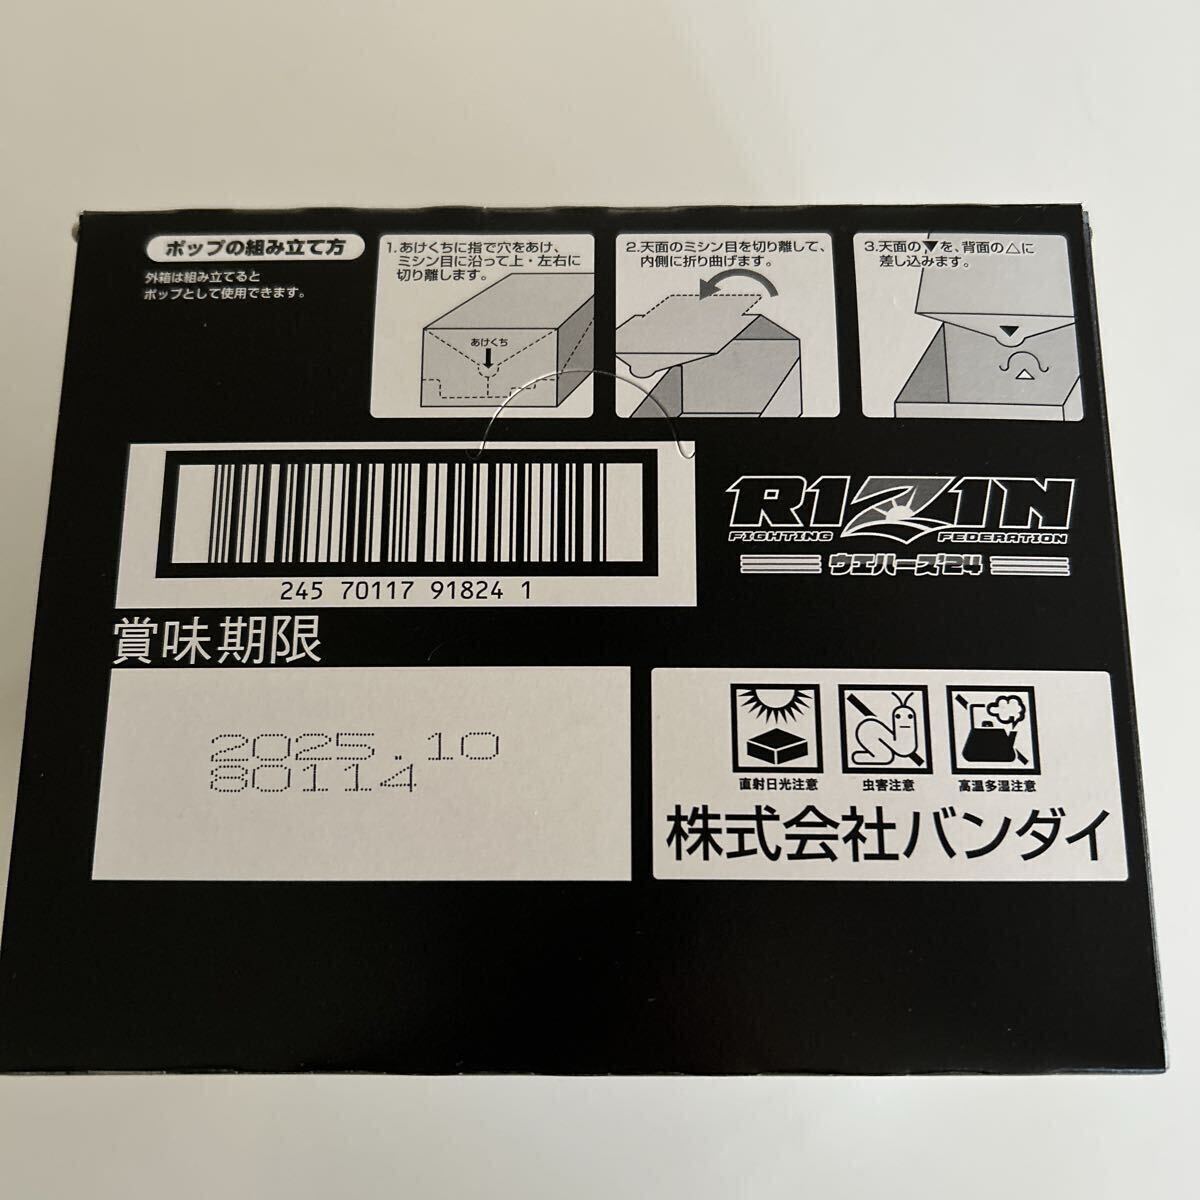 ポップの組み立て方
外箱は組み立てると
ポップとして使用できます。
1.あけくちに指で穴をあけ、
ミシン目に沿って上・左右に
切り離します。
あけくち
2.天面のミシン目を切り離して、
内側に折り曲げます。
3.天面の▼を、背面の△に
差し込みます。
245 70117 91824 1
RIZIN
FIGHTING FEDERATION
ウエハース'24
賞味期限
2025.10
80114
直射日光注意
虫害注意
高温多湿注意
株式会社バンダイ